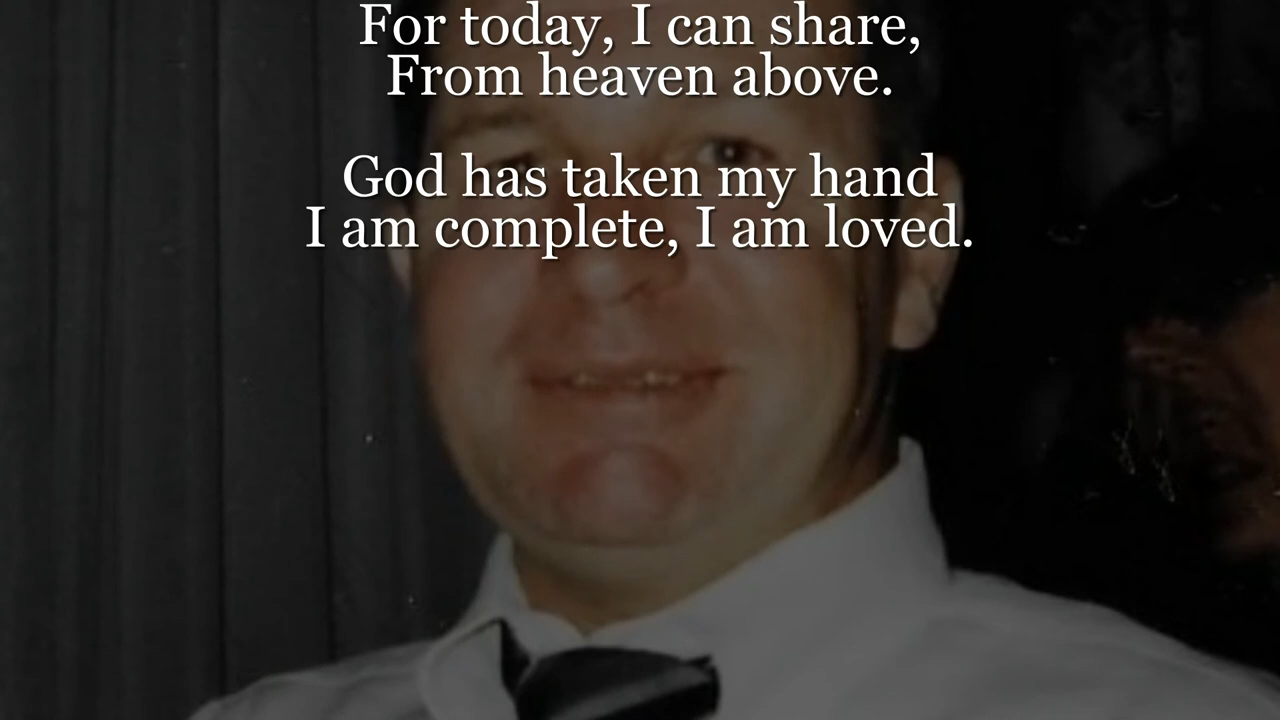 For today, I can share,
From heaven above.
God has taken my hand
I am complete, I am loved.